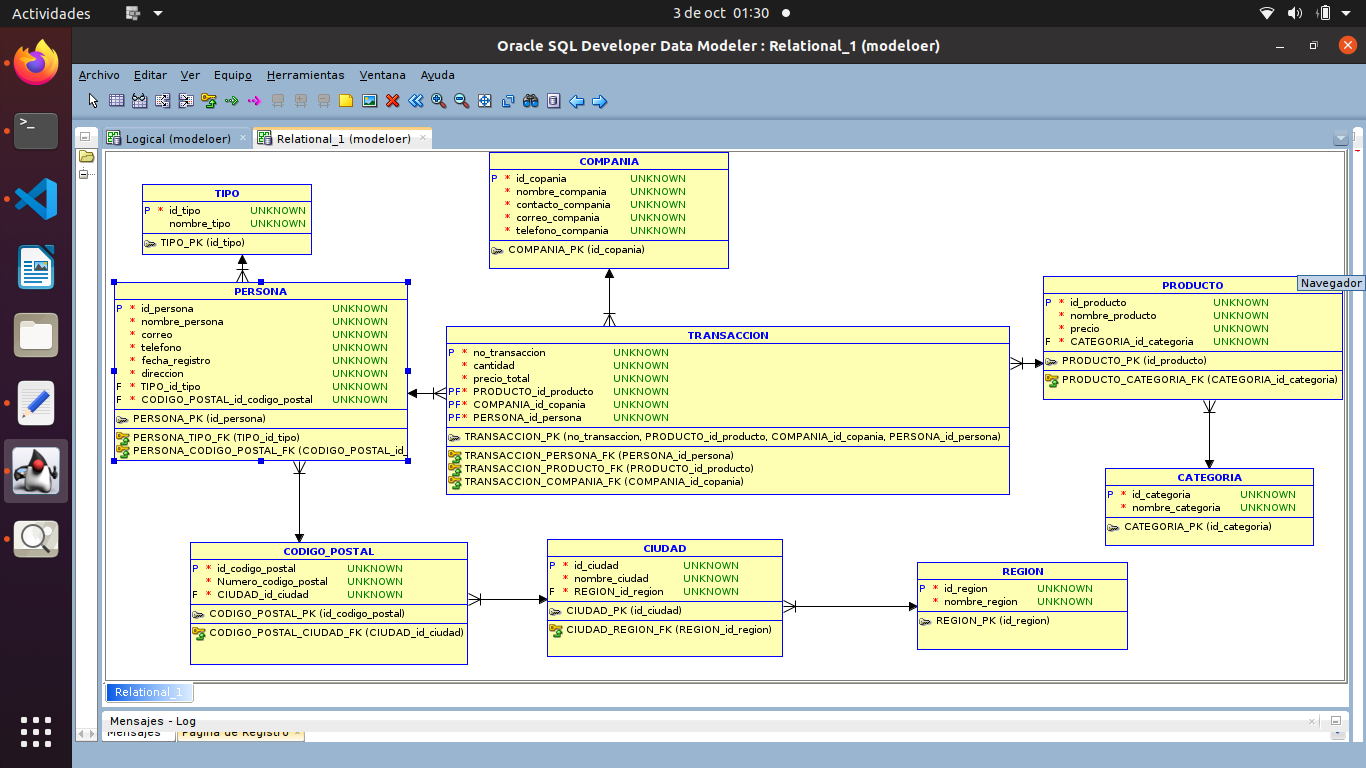 Actividades
3 de oct 01:30
Oracle SQL Developer Data Modeler : Relational_1 (modeloer)
Archivo Editar Ver Equipo Herramientas Ventana Ayuda
Logical (modeloer)
Relational_1 (modeloer)
COMPANIA
P * id_copania UNKNOWN
* nombre_compania UNKNOWN
* contacto_compania UNKNOWN
* correo_compania UNKNOWN
* telefono_compania UNKNOWN
COMPANIA_PK (id_copania)
TIPO
P * id_tipo UNKNOWN
nombre_tipo UNKNOWN
TIPO_PK (id_tipo)
PERSONA
P * id_persona UNKNOWN
* nombre_persona UNKNOWN
* correo UNKNOWN
* telefono UNKNOWN
* fecha_registro UNKNOWN
* direccion UNKNOWN
F * TIPO_id_tipo UNKNOWN
F * CODIGO_POSTAL_id_codigo_postal UNKNOWN
PERSONA_PK (id_persona)
PERSONA_TIPO_FK (TIPO_id_tipo)
PERSONA_CODIGO_POSTAL_FK (CODIGO_POSTAL_id_
TRANSACCION
P * no_transaccion UNKNOWN
* cantidad UNKNOWN
* precio_total UNKNOWN
PF* PRODUCTO_id_producto UNKNOWN
PF* COMPANIA_id_copania UNKNOWN
PF* PERSONA_id_persona UNKNOWN
TRANSACCION_PK (no_transaccion, PRODUCTO_id_producto, COMPANIA_id_copania, PERSONA_id_persona)
TRANSACCION_PERSONA_FK (PERSONA_id_persona)
TRANSACCION_PRODUCTO_FK (PRODUCTO_id_producto)
TRANSACCION_COMPANIA_FK (COMPANIA_id_copania)
Navegador
PRODUCTO
P * id_producto UNKNOWN
* nombre_producto UNKNOWN
* precio UNKNOWN
F * CATEGORIA_id_categoria UNKNOWN
PRODUCTO_PK (id_producto)
PRODUCTO_CATEGORIA_FK (CATEGORIA_id_categoria)
CATEGORIA
P * id_categoria UNKNOWN
* nombre_categoria UNKNOWN
CATEGORIA_PK (id_categoria)
CODIGO_POSTAL
P * id_codigo_postal UNKNOWN
* Numero_codigo_postal UNKNOWN
F * CIUDAD_id_ciudad UNKNOWN
CODIGO_POSTAL_PK (id_codigo_postal)
CODIGO_POSTAL_CIUDAD_FK (CIUDAD_id_ciudad)
CIUDAD
P * id_ciudad UNKNOWN
* nombre_ciudad UNKNOWN
F * REGION_id_region UNKNOWN
CIUDAD_PK (id_ciudad)
CIUDAD_REGION_FK (REGION_id_region)
REGION
P * id_region UNKNOWN
* nombre_region UNKNOWN
REGION_PK (id_region)
Relational_1
Mensajes - Log
Mensajes
Página de Registro